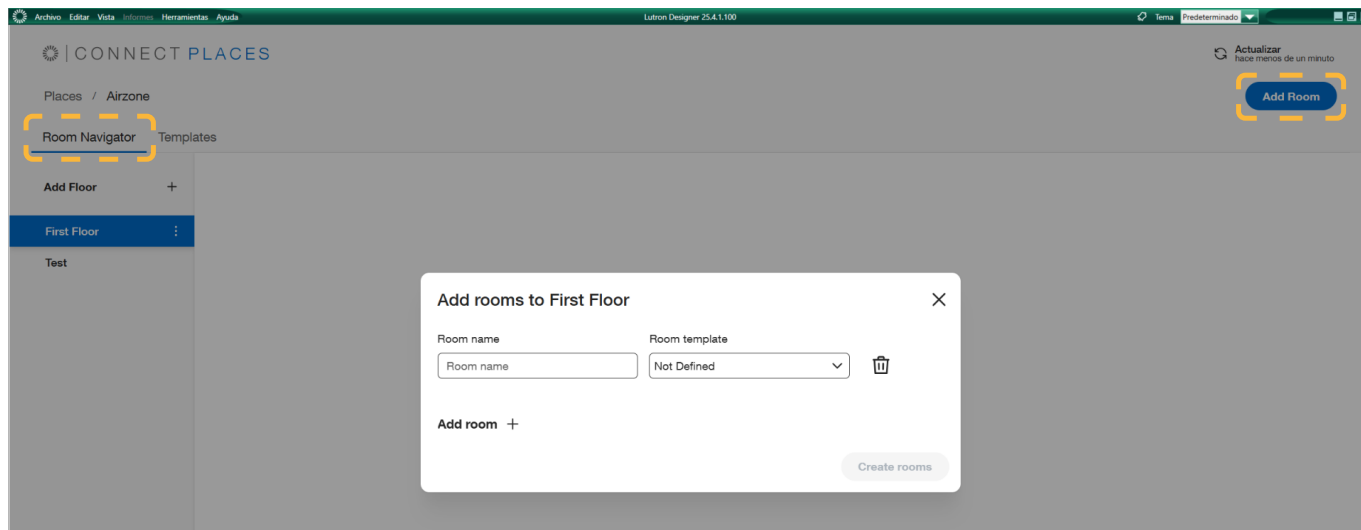 Archivo Editar Vista Informes Herramientas Ayuda
Lutron Designer 25.4.1.100
Tema Predeterminado
CONNECT PLACES
Actualizar
hace menos de un minuto
Places / Airzone
Add Room
Room Navigator Templates
Add Floor +
First Floor
Test
Add rooms to First Floor
Room name Room template
Room name Not Defined
Add room +
Create rooms